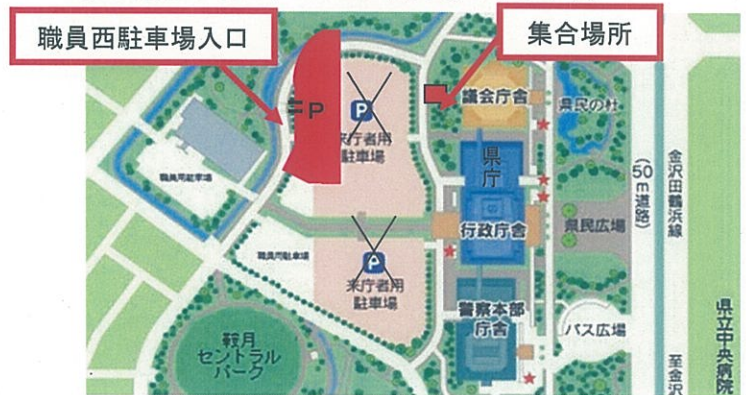 職員西駐車場入口
集合場所
P
P
来庁者用
駐車場
議会庁舎
県民の杜
県庁
行政庁舎
県民広場
職員用駐車場
職員用駐車場
P
来庁者用
駐車場
警察本部
庁舎
バス広場
鞍月
セントラル
パーク
金沢田鶴浜線
(50m道路)
県立中央病院
至金沢